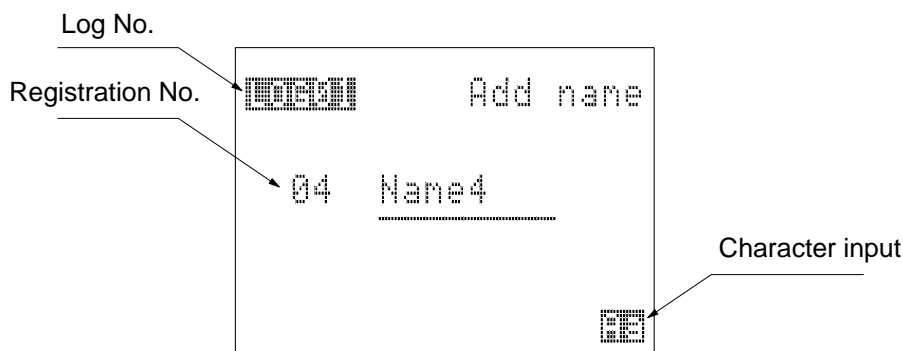 Log No.
Registration No.
Add name
04 Name4
Character input